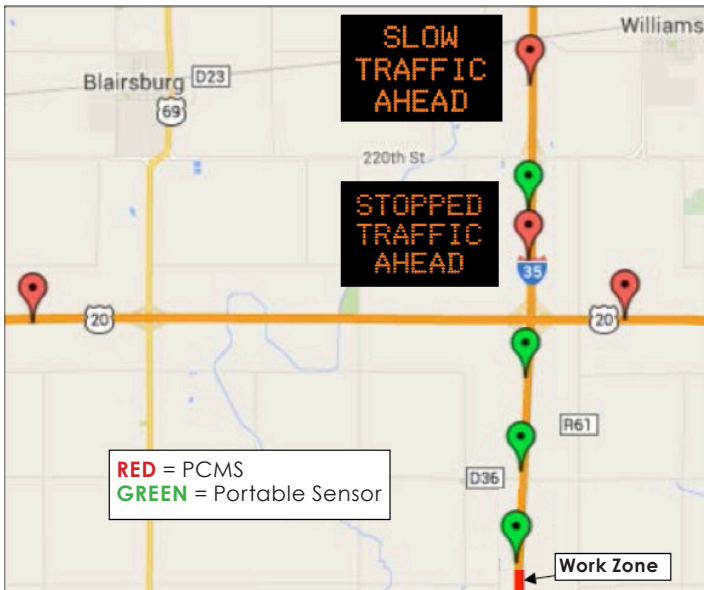 Williams
SLOW
TRAFFIC
AHEAD
Blairsburg
D23
69
220th St
STOPPED
TRAFFIC
AHEAD
35
20
20
R61
D36
RED = PCMS
GREEN = Portable Sensor
Work Zone